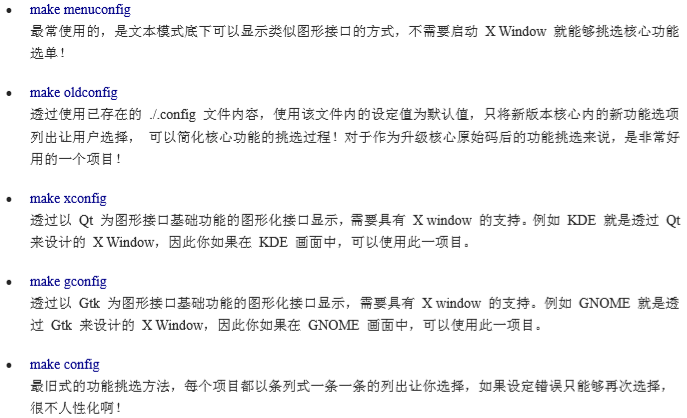 make menuconfig
最常使用的，是文本模式底下可以显示类似图形接口的方式，不需要启动 X Window 就能够挑选核心功能
选单！
make oldconfig
透过使用已存在的 ./.config 文件内容，使用该文件内的设定值为默认值，只将新版本核心内的新功能选项
列出让用户选择， 可以简化核心功能的挑选过程！对于作为升级核心原始码后的功能挑选来说，是非常好
用的一个项目！
make xconfig
透过以 Qt 为图形接口基础功能的图形化接口显示，需要具有 X window 的支持。例如 KDE 就是透过 Qt
来设计的 X Window，因此你如果在 KDE 画面中，可以使用此一项目。
make gconfig
透过以 Gtk 为图形接口基础功能的图形化接口显示，需要具有 X window 的支持。例如 GNOME 就是透
过 Gtk 来设计的 X Window，因此你如果在 GNOME 画面中，可以使用此一项目。
make config
最旧式的功能挑选方法，每个项目都以条列式一条一条的列出让你选择，如果设定错误只能够再次选择，
很不人性化啊！